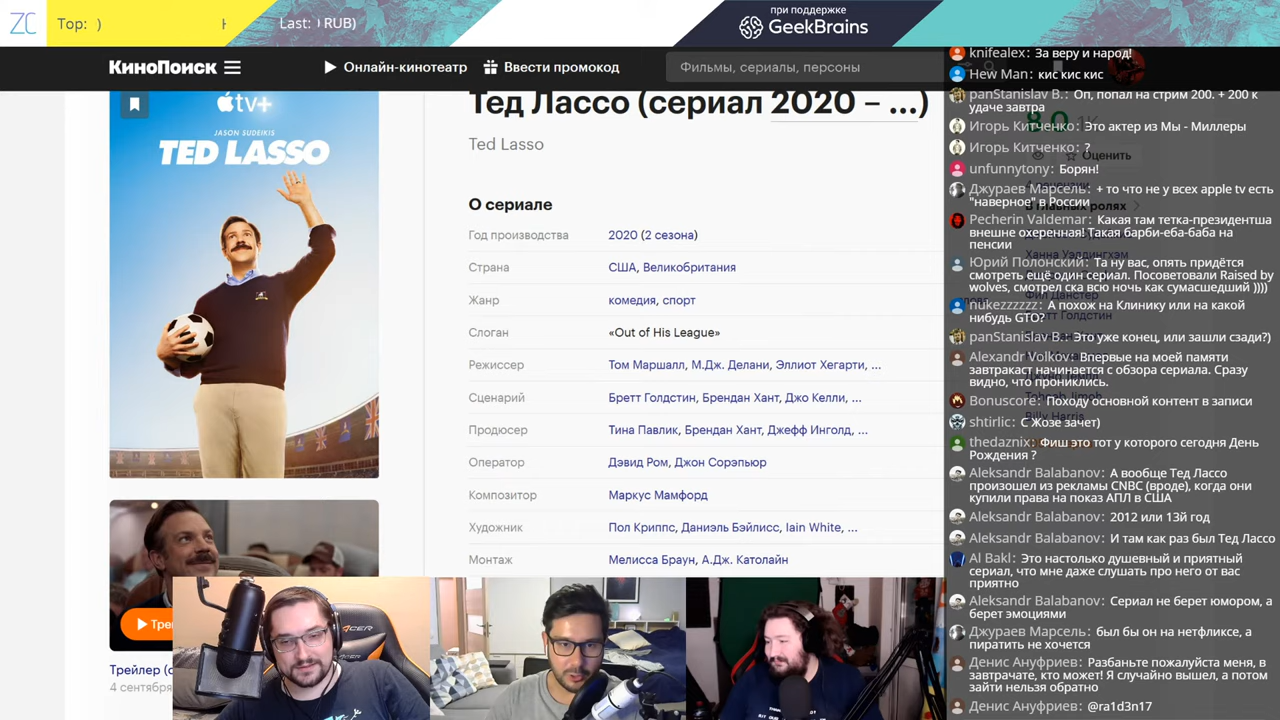 ZC
Top: )
Last: ) RUB)
при поддержке
GeekBrains
КиноПоиск
Онлайн-кинотеатр
Ввести промокод
Фильмы, сериалы, персоны
tv+
JASON SUDEIKIS
TED LASSO
Тед Лассо (сериал 2020 – ...)
Ted Lasso
О сериале
Год производства 2020 (2 сезона)
Страна США, Великобритания
Жанр комедия, спорт
Слоган «Out of His League»
Режиссер Том Маршалл, М.Дж. Делани, Эллиот Хегарти, ...
Сценарий Бретт Голдстин, Брендан Хант, Джо Келли, ...
Продюсер Тина Павлик, Брендан Хант, Джефф Инголд, ...
Оператор Дэвид Ром, Джон Сорэпьюр
Композитор Маркус Мамфорд
Художник Пол Криппс, Даниэль Бэйлисс, Iain White, ...
Монтаж Мелисса Браун, А.Дж. Католайн
Трейлер (с
4 сентября
ACER
8.0
Оценить
knifealex: За веру и народ!
Hew Man: кис кис кис
panStanislav B.: Оп, попал на стрим 200. + 200 к
удаче завтра
Игорь Китченко: Это актер из Мы - Миллеры
Игорь Китченко: ?
unfunnytony: Борян!
Джураев Марсель: + то что не у всех apple tv есть
"наверное" в России
Pecherin Valdemar: Какая там тетка-президентша
внешне охеренная! Такая барби-еба-баба на
пенсии
Юрий Полонский: Та ну вас, опять придётся
смотреть ещё один сериал. Посоветовали Raised by
wolves, смотрел ска всю ночь как сумасшедший ))))
nukezzzzzz: А похож на Клинику или на какой
нибудь GTO?
panStanislav B.: Это уже конец, или зашли сзади?)
Alexandr Volkov: Впервые на моей памяти
завтракаст начинается с обзора сериала. Сразу
видно, что прониклись.
Bonuscore: Походу основной контент в записи
shtirlic: С Жозе зачет)
thedaznix: Фиш это тот у которого сегодня День
Рождения ?
Aleksandr Balabanov: А вообще Тед Лассо
произошел из рекламы CNBC (вроде), когда они
купили права на показ АПЛ в США
Aleksandr Balabanov: 2012 или 13й год
Aleksandr Balabanov: И там как раз был Тед Лассо
Al Bakl: Это настолько душевный и приятный
сериал, что мне даже слушать про него от вас
приятно
Aleksandr Balabanov: Сериал не берет юмором, а
берет эмоциями
Джураев Марсель: был бы он на нетфликсе, а
пиратить не хочется
Денис Ануфриев: Разбаньте пожалуйста меня, в
завтрачате, кто может! Я случайно вышел, а потом
зайти нельзя обратно
Денис Ануфриев: @ra1d3n17